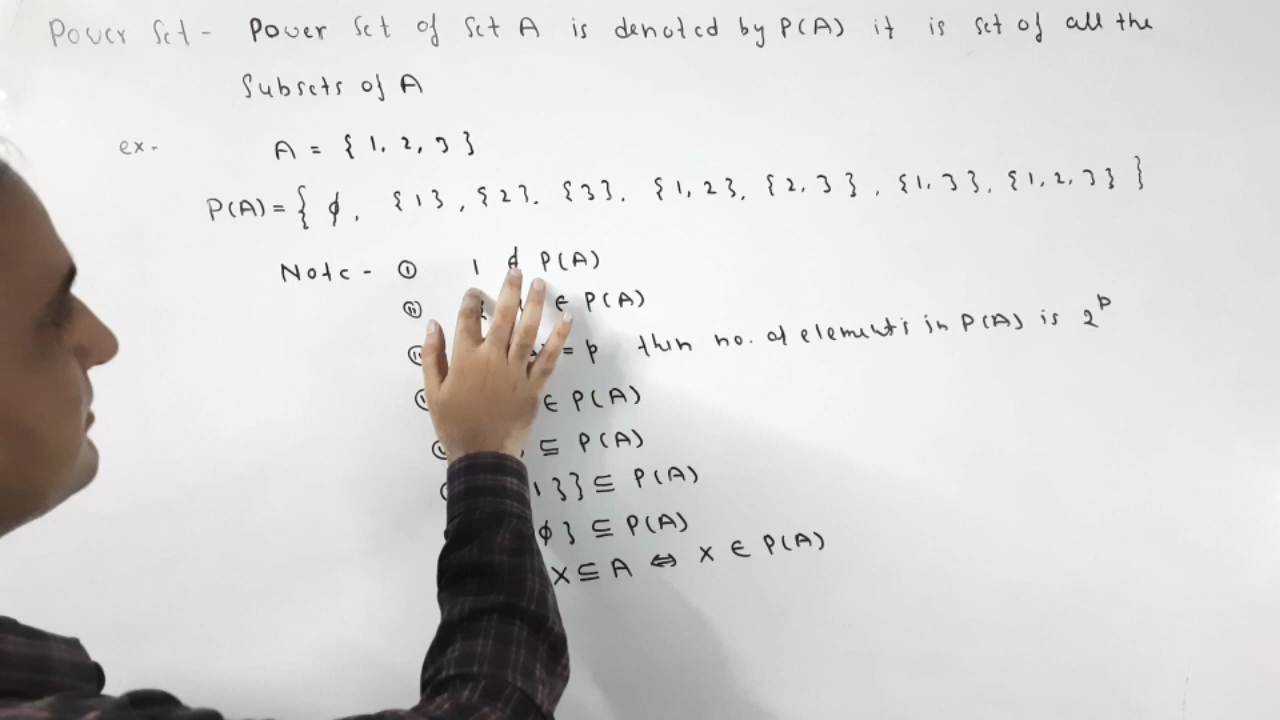 Power Set - Power Set of Set A is denoted by P(A) it is set of all the
Subsets of A
ex- A = { 1, 2, 3 }
P(A) = { ϕ, {1}, {2}, {3}, {1, 2}, {2, 3}, {1, 3}, {1, 2, 3} }
Note - ① 1 ∉ P(A)
ⓘⓘ { ∈ P(A)
= p then no. of elements in P(A) is 2^p
∈ P(A)
⊆ P(A)
1}} ⊆ P(A)
ϕ} ⊆ P(A)
X ⊆ A ⇔ X ∈ P(A)